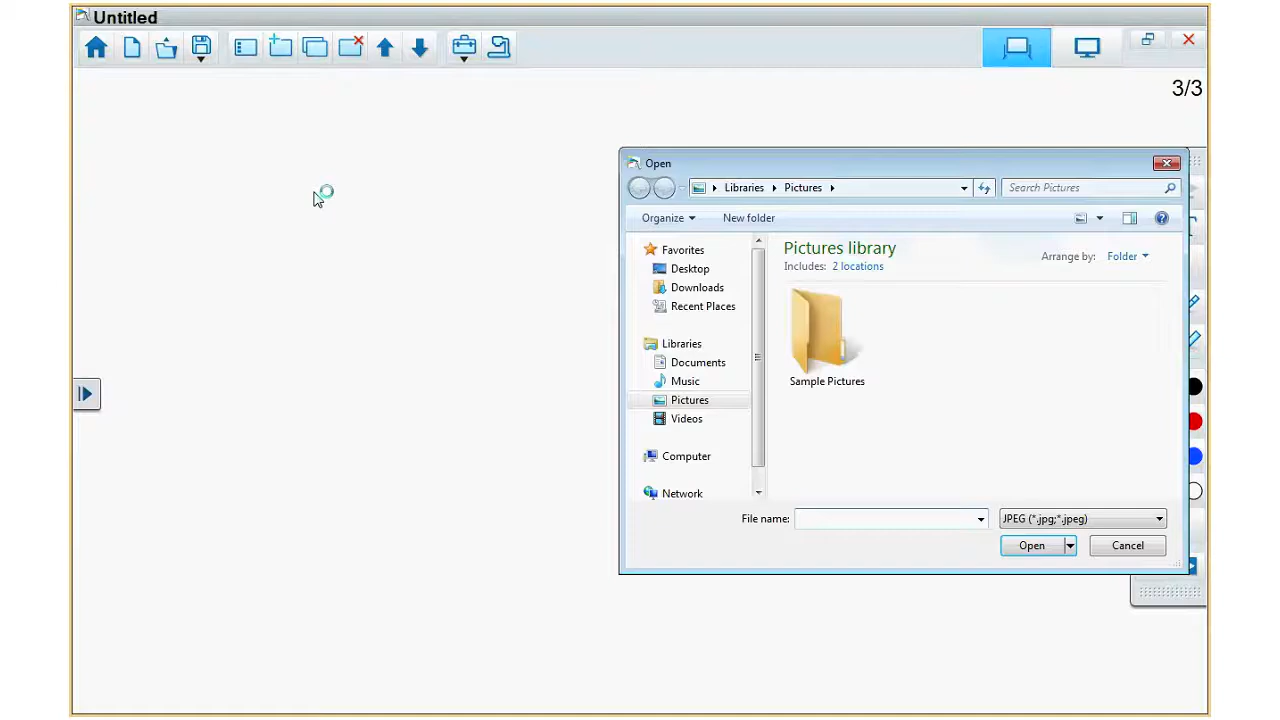 Untitled
3/3
Open
Libraries
Pictures
Search Pictures
Organize
New folder
Favorites
Desktop
Downloads
Recent Places
Libraries
Documents
Music
Pictures
Videos
Computer
Network
Pictures library
Includes: 2 locations
Arrange by: Folder
Sample Pictures
File name:
JPEG (*.jpg;*.jpeg)
Open
Cancel